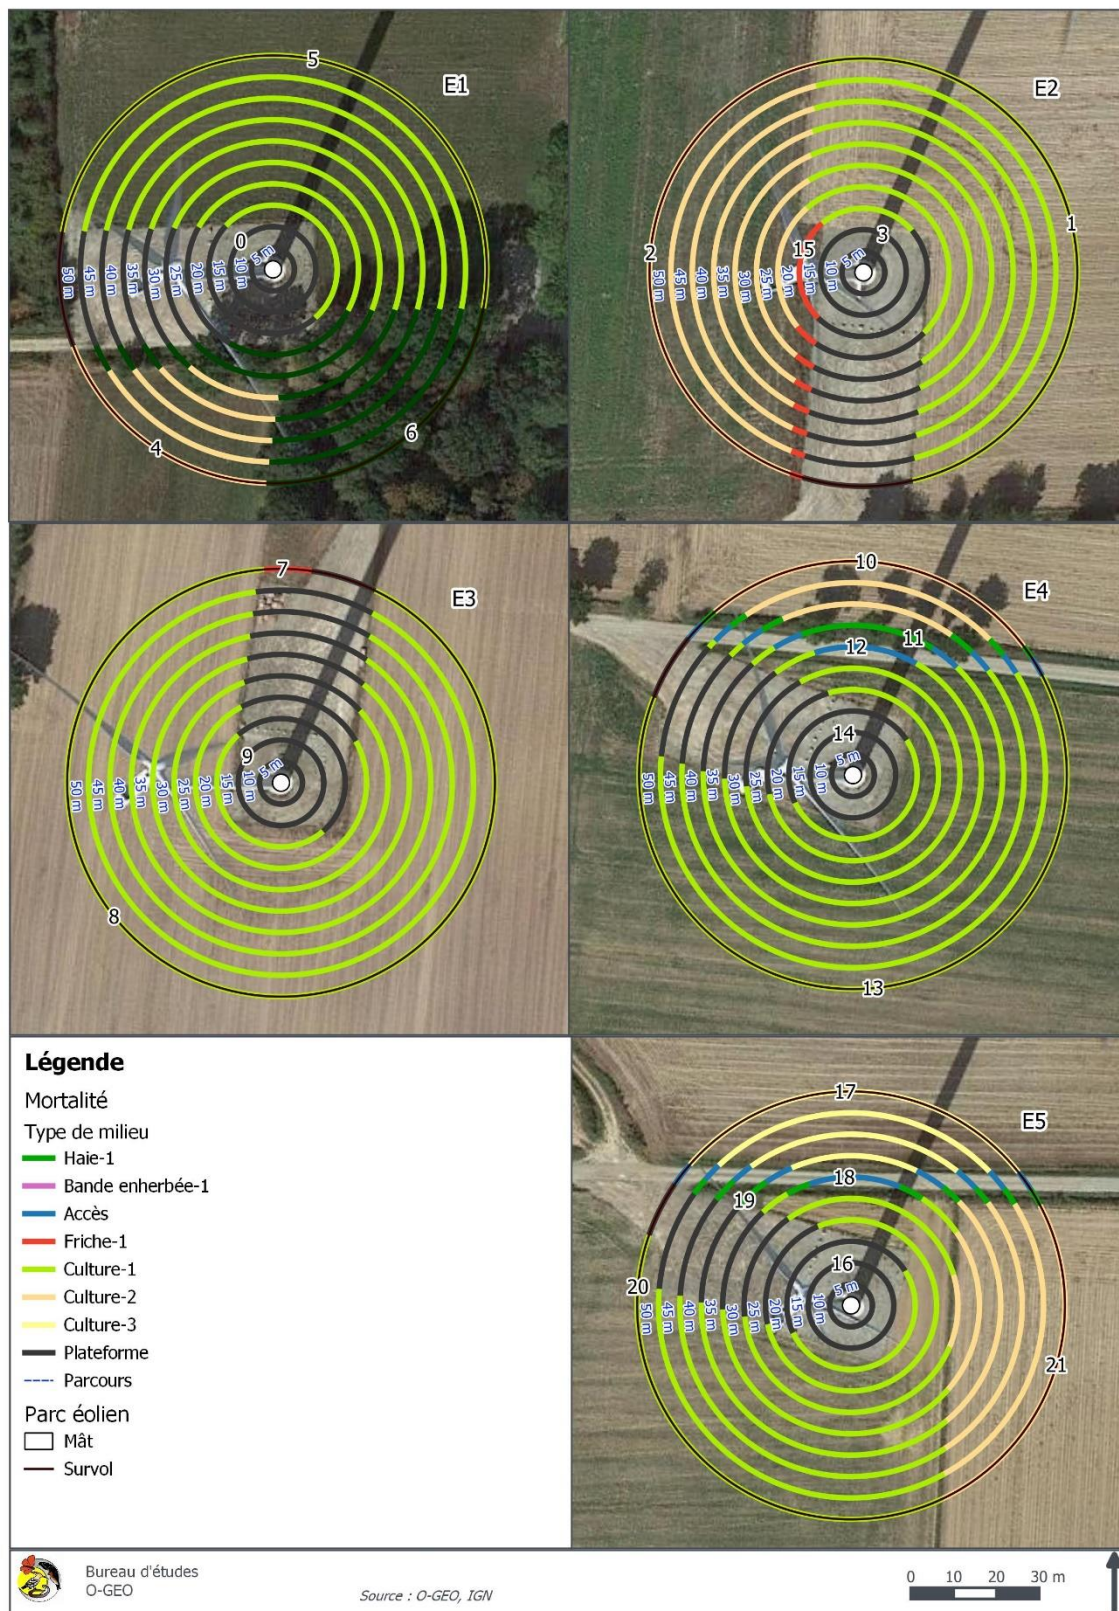 5
E1
0
5 m
10 m
15 m
20 m
25 m
30 m
35 m
40 m
45 m
50 m
4
6
E2
1
2
15
3
5 m
10 m
15 m
20 m
25 m
30 m
35 m
40 m
45 m
50 m
7
E3
9
5 m
10 m
15 m
20 m
25 m
30 m
35 m
40 m
45 m
50 m
8
10
E4
11
12
14
5 m
10 m
15 m
20 m
25 m
30 m
35 m
40 m
45 m
50 m
13
Légende
Mortalité
Type de milieu
Haie-1
Bande enherbée-1
Accès
Friche-1
Culture-1
Culture-2
Culture-3
Plateforme
Parcours
Parc éolien
Mât
Survol
17
E5
18
19
16
20
5 m
10 m
15 m
20 m
25 m
30 m
35 m
40 m
45 m
50 m
21
Bureau d'études
O-GEO
Source : O-GEO, IGN
0 10 20 30 m